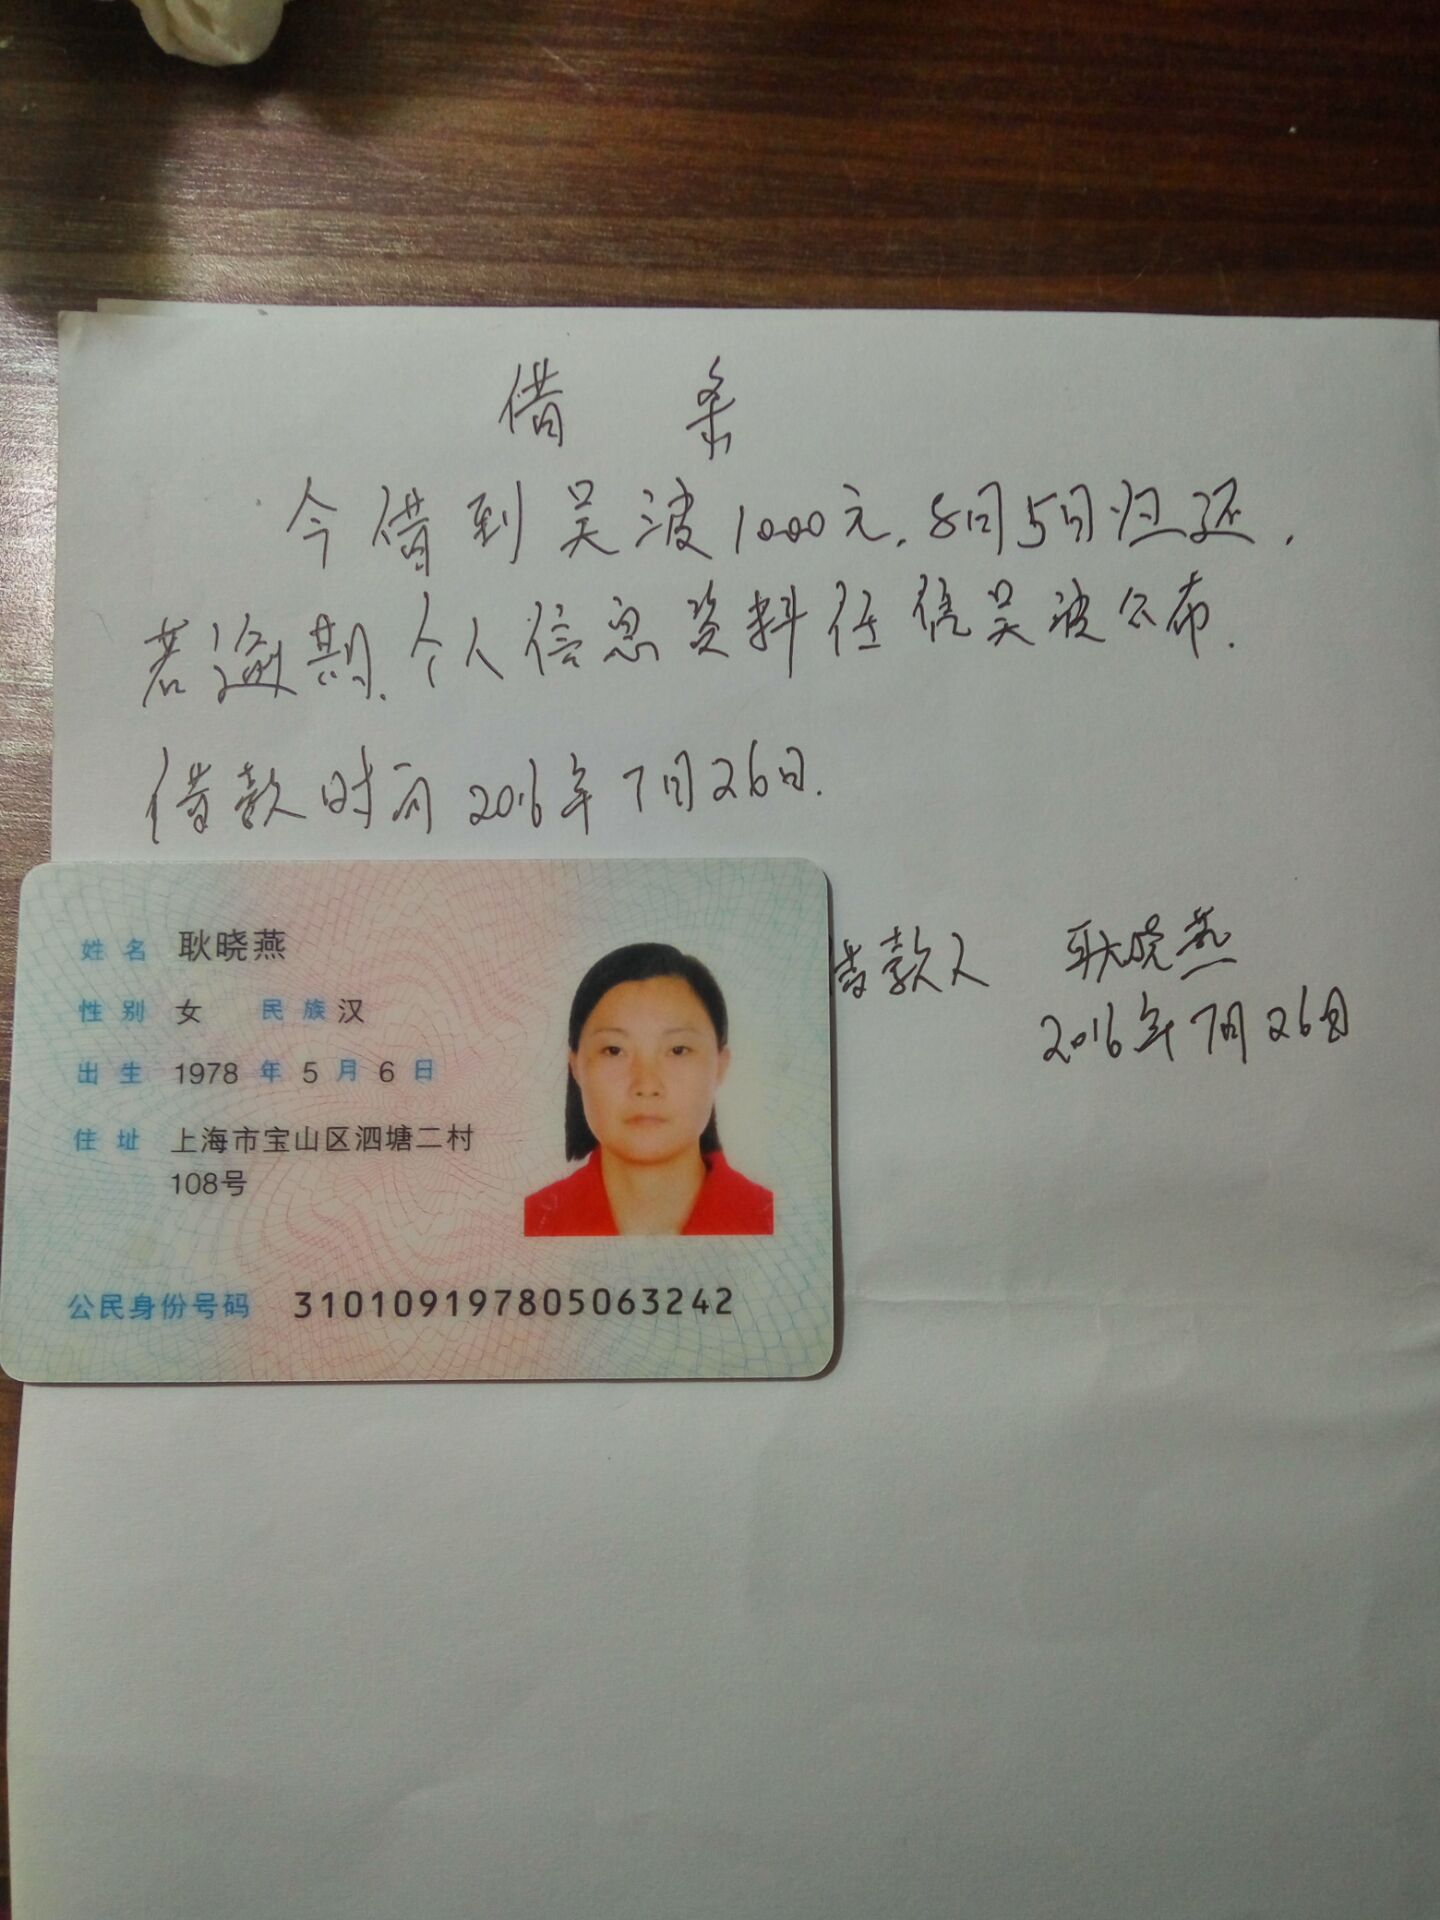 借 条
今借到吴波1000元,8月5日归还.
若逾期,个人信息资料任凭吴波公布.
借款时间2016年7月26日.
借款人 耿晓燕
2016年7月26日
姓名 耿晓燕
性别 女 民族 汉
出生 1978 年 5 月 6 日
住址 上海市宝山区泗塘二村
108号
公民身份号码 310109197805063242